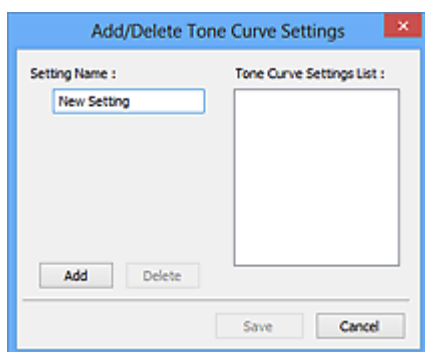 Add/Delete Tone Curve Settings
Setting Name :
Tone Curve Settings List :
New Setting
Add
Delete
Save
Cancel